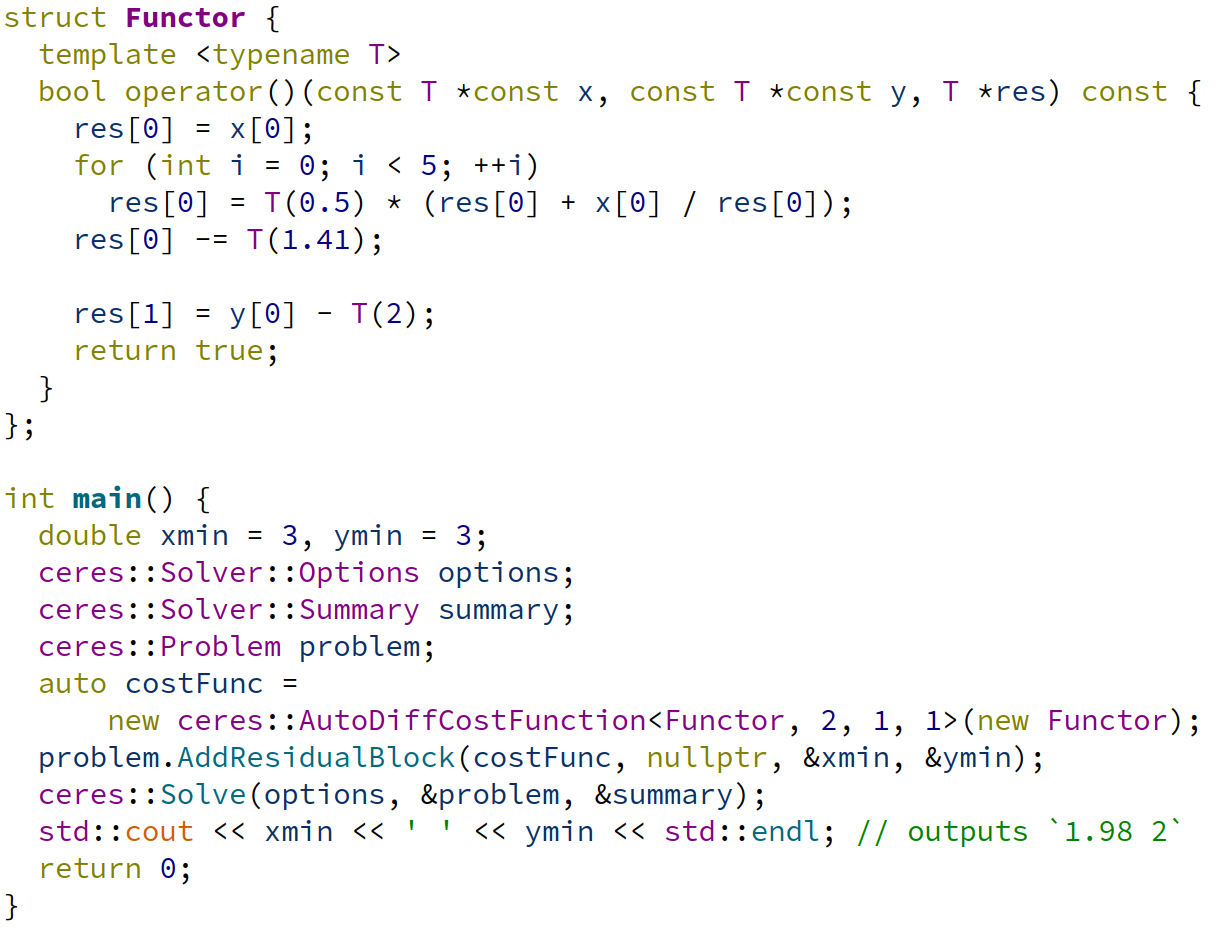 struct Functor {
  template <typename T>
  bool operator()(const T *const x, const T *const y, T *res) const {
    res[0] = x[0];
    for (int i = 0; i < 5; ++i)
      res[0] = T(0.5) * (res[0] + x[0] / res[0]);
    res[0] -= T(1.41);

    res[1] = y[0] - T(2);
    return true;
  }
};

int main() {
  double xmin = 3, ymin = 3;
  ceres::Solver::Options options;
  ceres::Solver::Summary summary;
  ceres::Problem problem;
  auto costFunc =
      new ceres::AutoDiffCostFunction<Functor, 2, 1, 1>(new Functor);
  problem.AddResidualBlock(costFunc, nullptr, &xmin, &ymin);
  ceres::Solve(options, &problem, &summary);
  std::cout << xmin << ' ' << ymin << std::endl; // outputs `1.98 2`
  return 0;
}